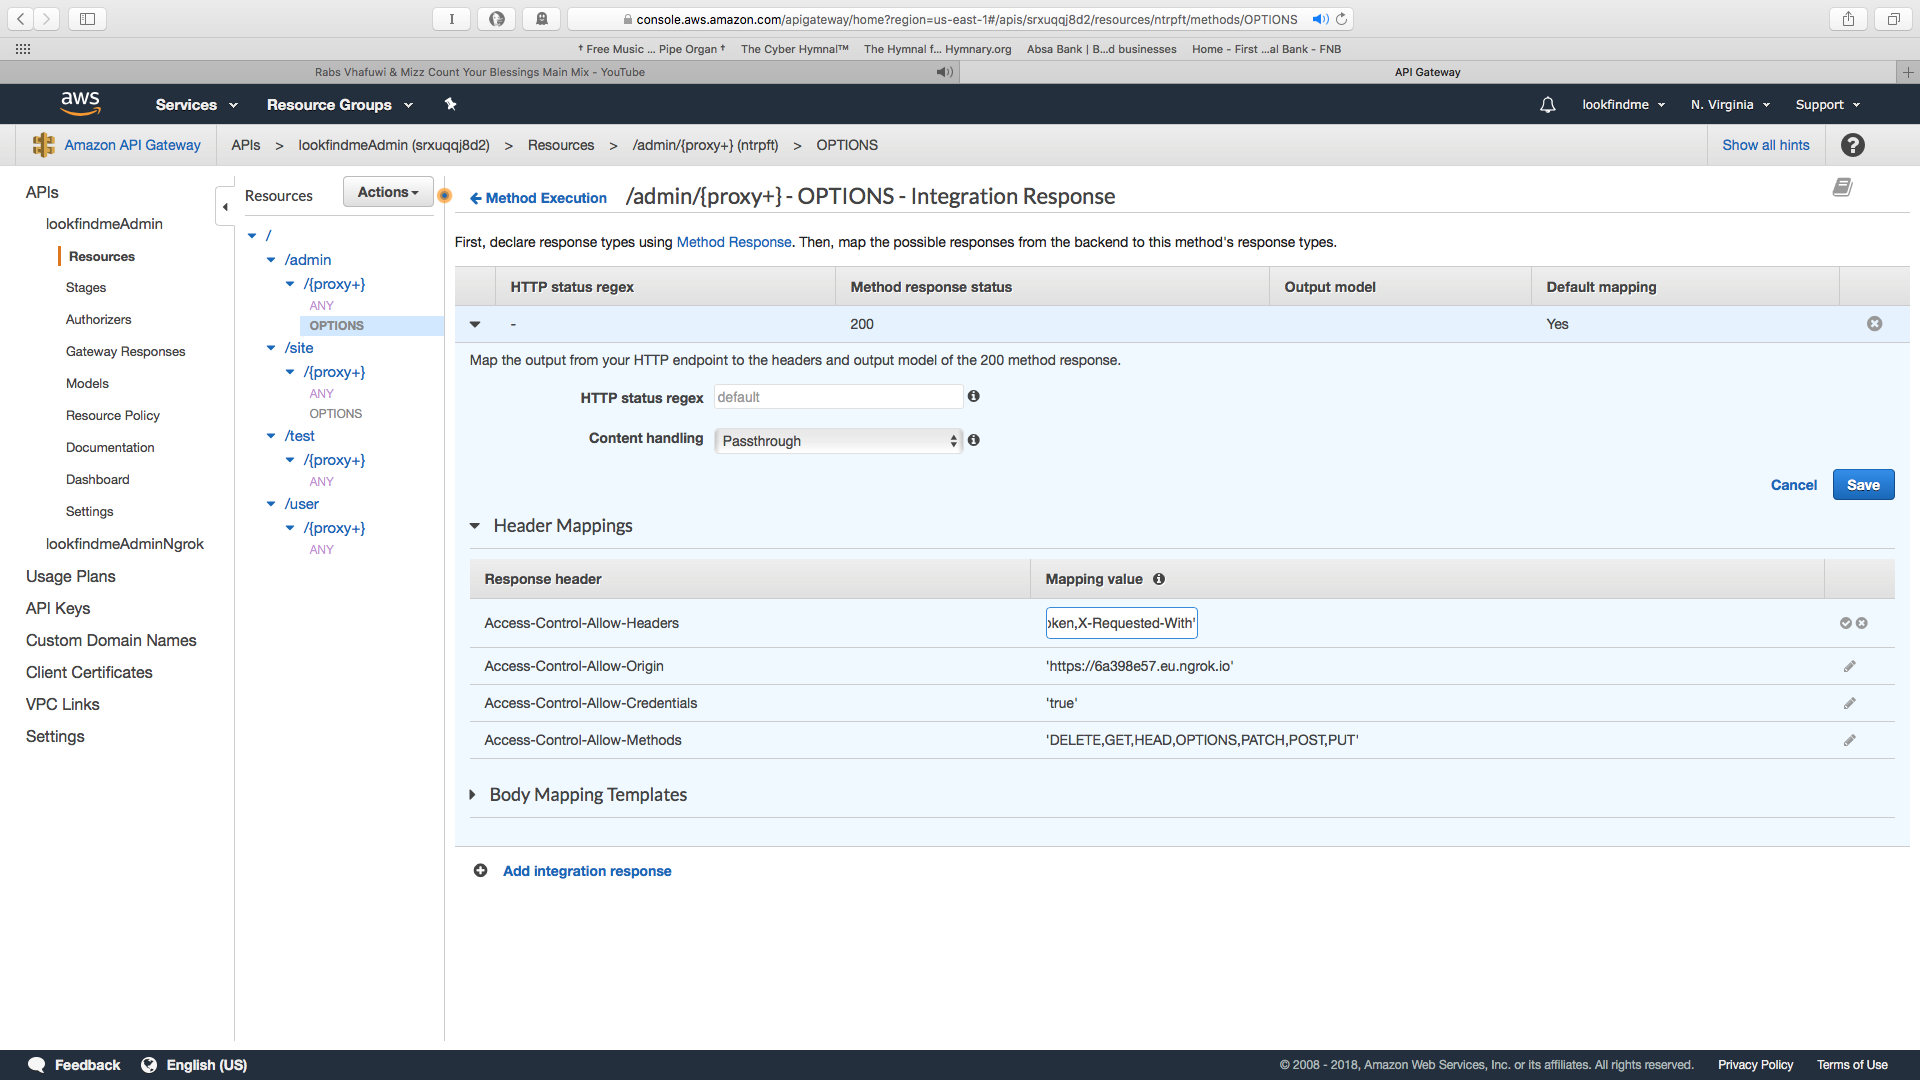 console.aws.amazon.com/apigateway/home?region=us-east-1#/apis/srxuqqj8d2/resources/ntrpft/methods/OPTIONS
† Free Music ... Pipe Organ † The Cyber Hymnal™ The Hymnal f... Hymnary.org Absa Bank | B...d businesses Home - First ...al Bank - FNB
Rabs Vhafuwi & Mizz Count Your Blessings Main Mix - YouTube
API Gateway
aws Services Resource Groups lookfindme N. Virginia Support
Amazon API Gateway APIs > lookfindmeAdmin (srxuqqj8d2) > Resources > /admin/{proxy+} (ntrpft) > OPTIONS Show all hints ?
APIs
lookfindmeAdmin
Resources
Stages
Authorizers
Gateway Responses
Models
Resource Policy
Documentation
Dashboard
Settings
lookfindmeAdminNgrok
Usage Plans
API Keys
Custom Domain Names
Client Certificates
VPC Links
Settings
Resources Actions
/
/admin
/{proxy+}
ANY
OPTIONS
/site
/{proxy+}
ANY
OPTIONS
/test
/{proxy+}
ANY
/user
/{proxy+}
ANY
Method Execution /admin/{proxy+} - OPTIONS - Integration Response
First, declare response types using Method Response. Then, map the possible responses from the backend to this method's response types.
HTTP status regex Method response status Output model Default mapping
- 200 Yes
Map the output from your HTTP endpoint to the headers and output model of the 200 method response.
HTTP status regex default
Content handling Passthrough
Cancel Save
Header Mappings
Response header Mapping value
Access-Control-Allow-Headers oken,X-Requested-With'
Access-Control-Allow-Origin 'https://6a398e57.eu.ngrok.io'
Access-Control-Allow-Credentials 'true'
Access-Control-Allow-Methods 'DELETE,GET,HEAD,OPTIONS,PATCH,POST,PUT'
Body Mapping Templates
Add integration response
Feedback English (US) © 2008 - 2018, Amazon Web Services, Inc. or its affiliates. All rights reserved. Privacy Policy Terms of Use